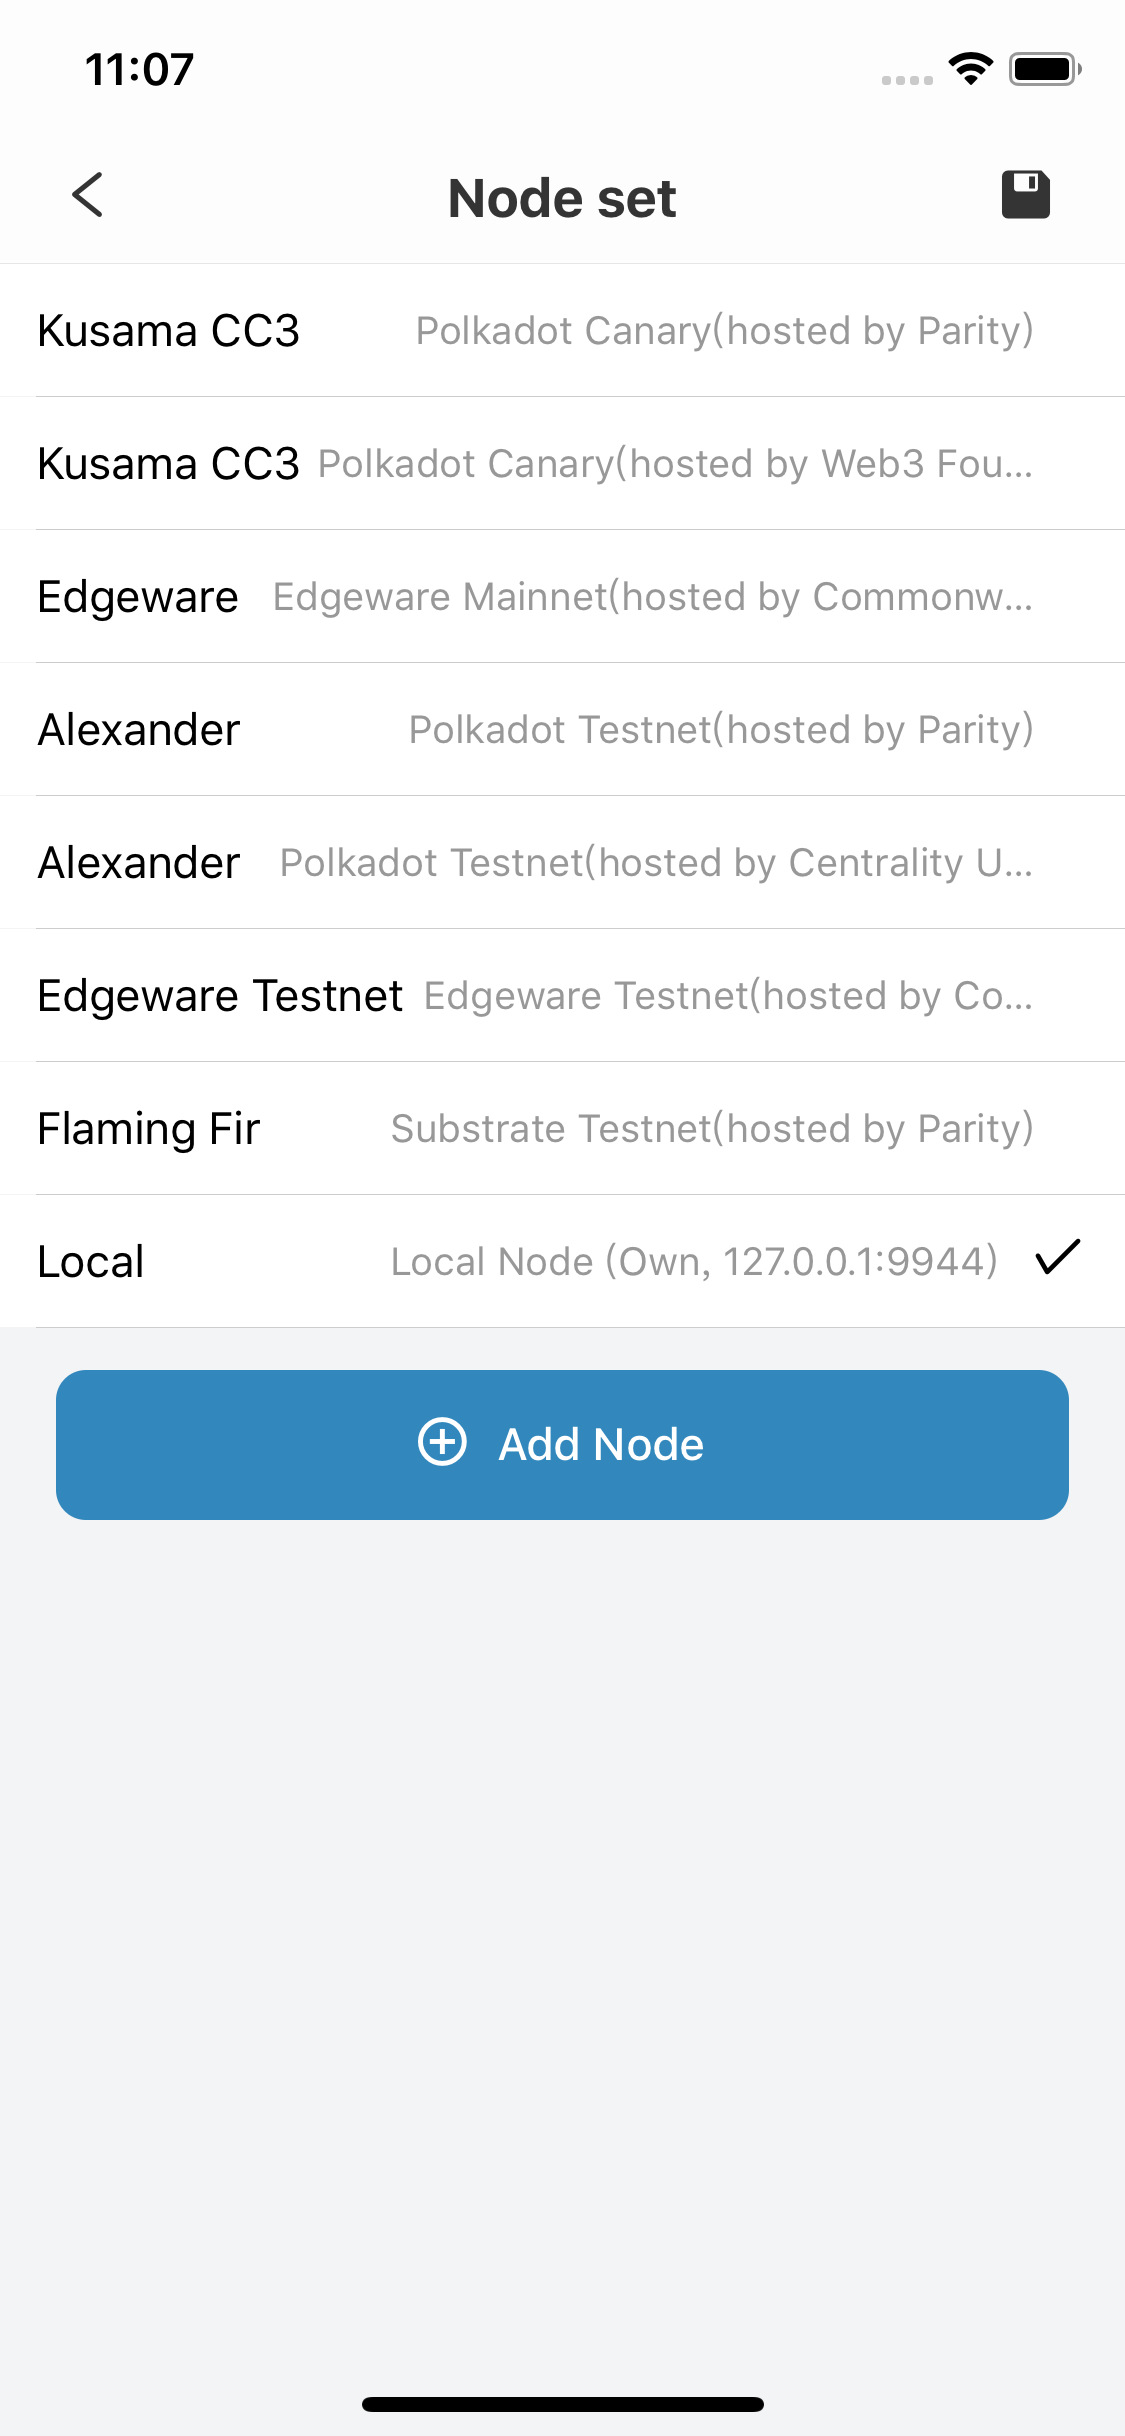 11:07
Node set
Kusama CC3 Polkadot Canary(hosted by Parity)
Kusama CC3 Polkadot Canary(hosted by Web3 Fou...
Edgeware Edgeware Mainnet(hosted by Commonw...
Alexander Polkadot Testnet(hosted by Parity)
Alexander Polkadot Testnet(hosted by Centrality U...
Edgeware Testnet Edgeware Testnet(hosted by Co...
Flaming Fir Substrate Testnet(hosted by Parity)
Local Local Node (Own, 127.0.0.1:9944)
Add Node